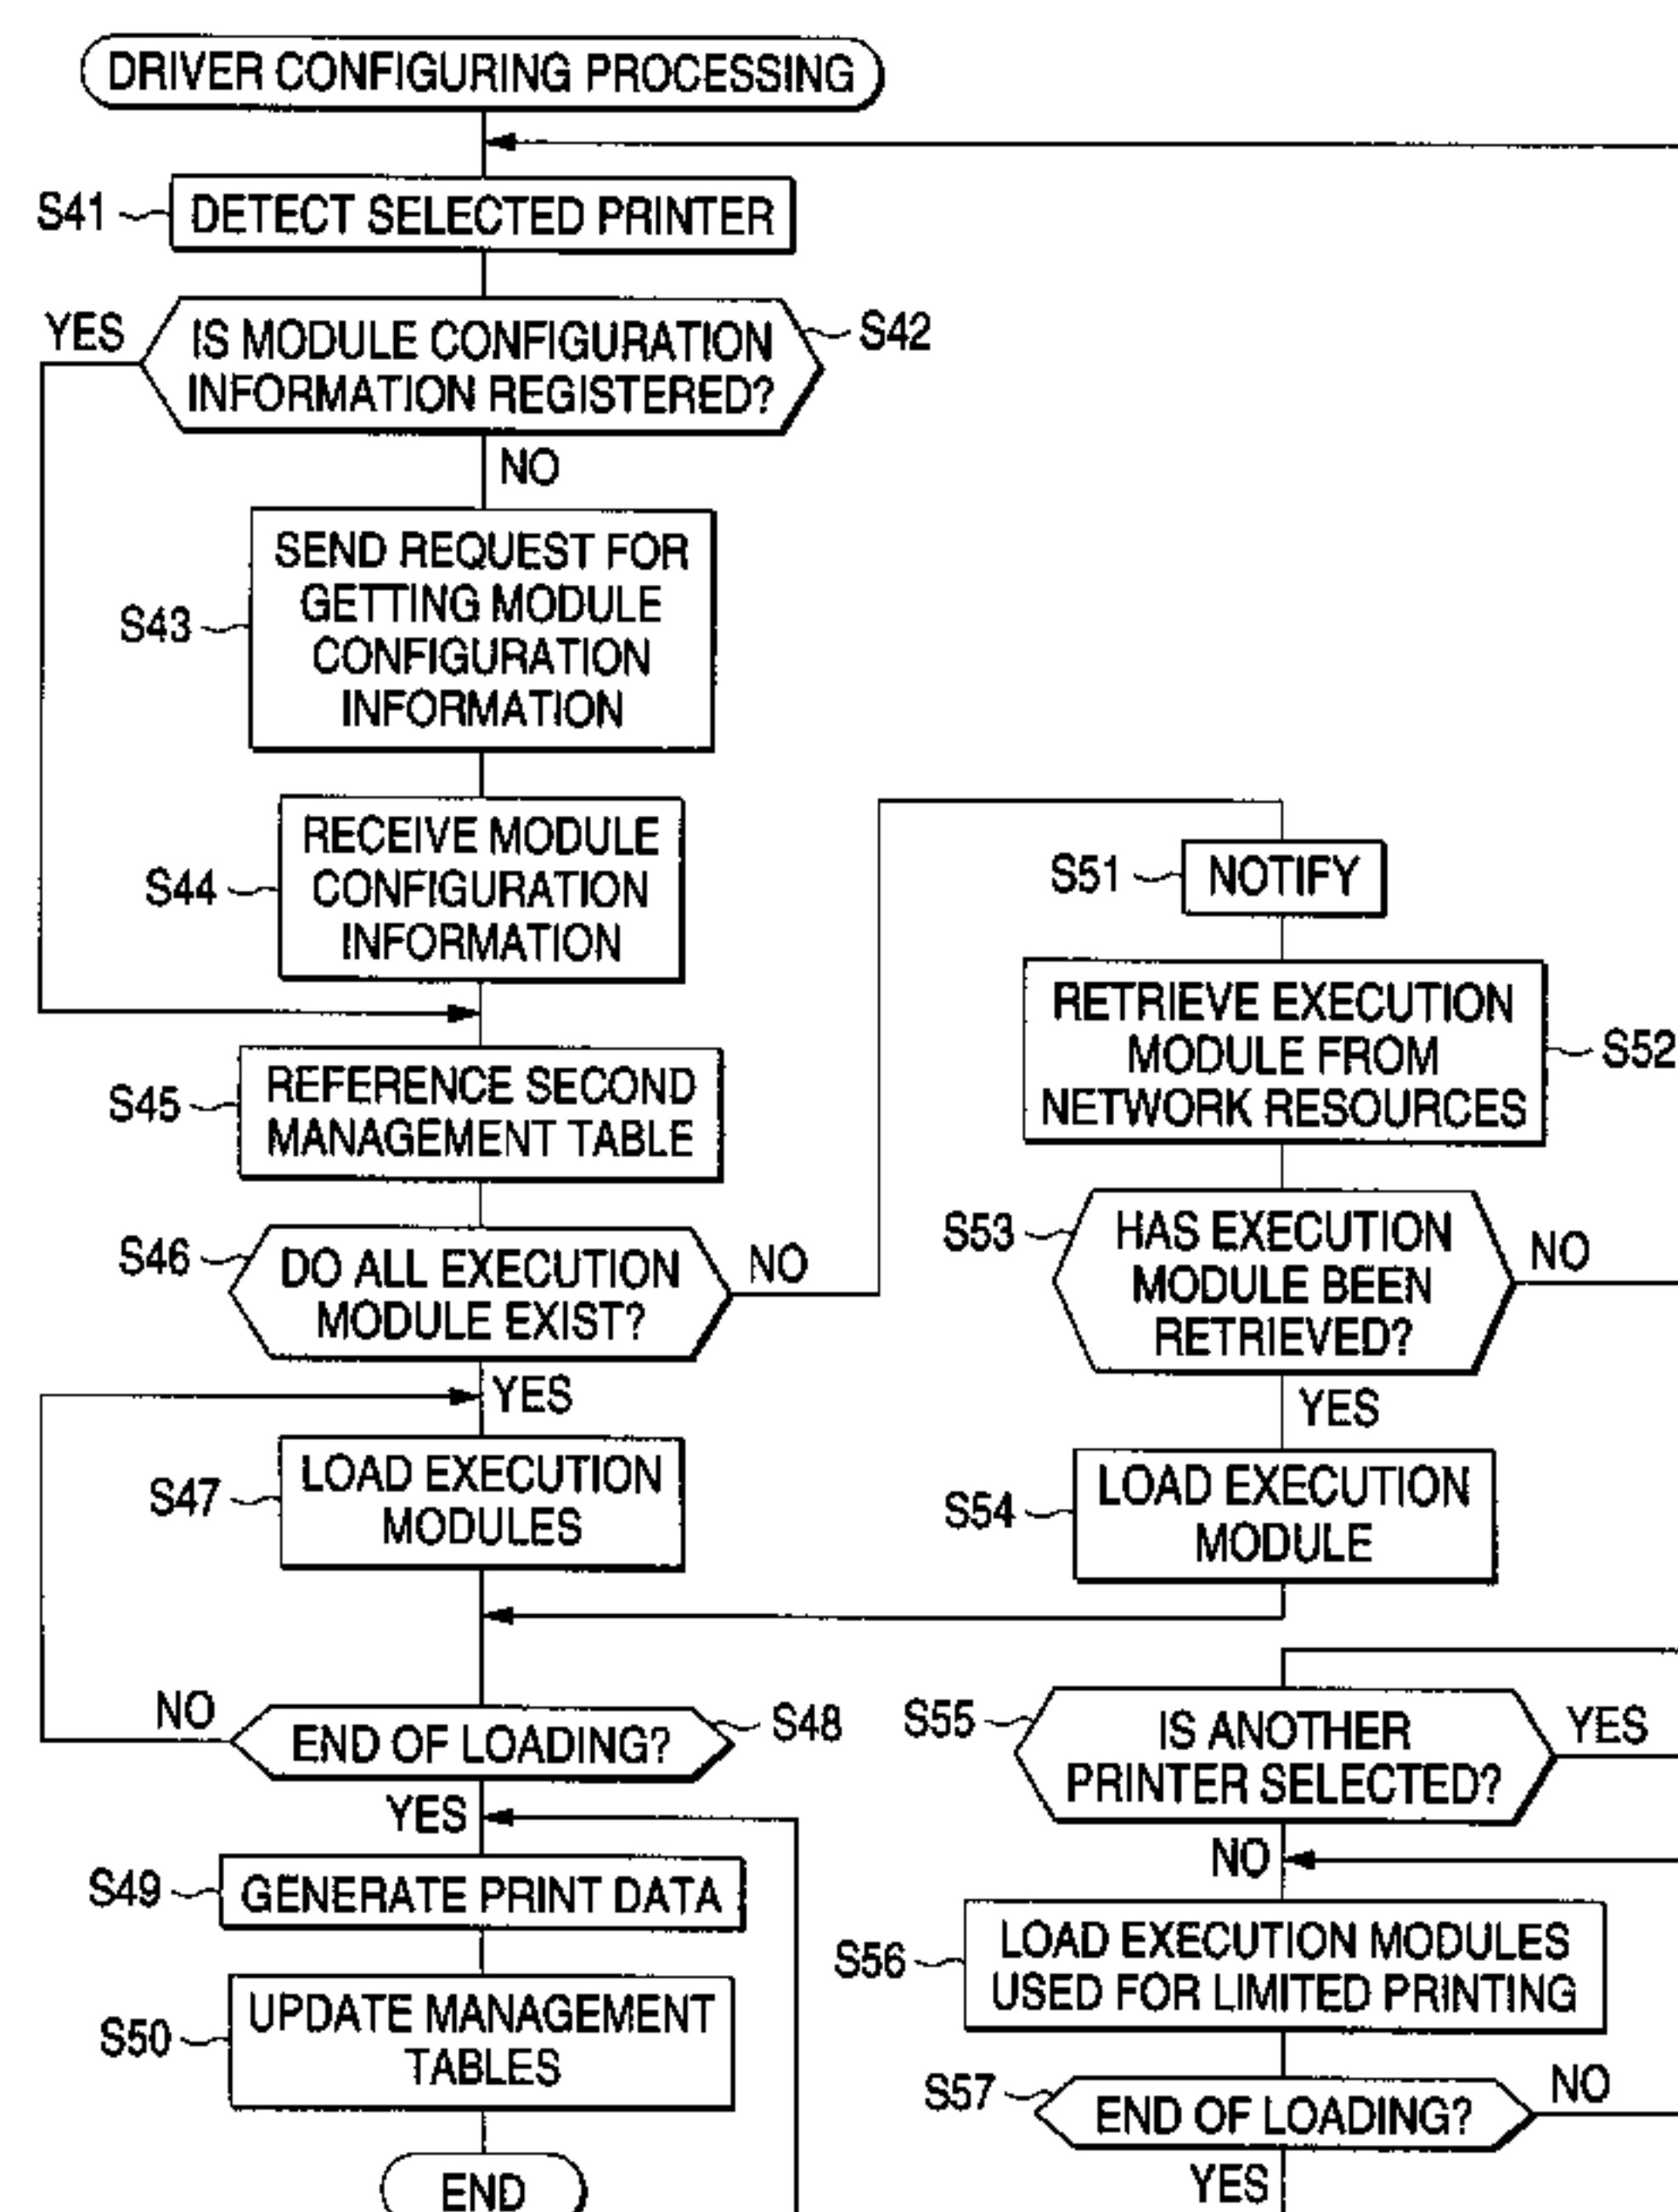 DRIVER CONFIGURING PROCESSING
S41
DETECT SELECTED PRINTER
YES
IS MODULE CONFIGURATION
INFORMATION REGISTERED?
S42
NO
SEND REQUEST FOR
GETTING MODULE
CONFIGURATION
INFORMATION
S43
RECEIVE MODULE
CONFIGURATION
INFORMATION
S44
REFERENCE SECOND
MANAGEMENT TABLE
S45
S46
DO ALL EXECUTION
MODULE EXIST?
NO
YES
LOAD EXECUTION
MODULES
S47
NO
END OF LOADING?
S48
YES
S49
GENERATE PRINT DATA
S50
UPDATE MANAGEMENT
TABLES
END
S51
NOTIFY
RETRIEVE EXECUTION
MODULE FROM
NETWORK RESOURCES
S52
S53
HAS EXECUTION
MODULE BEEN
RETRIEVED?
NO
YES
S54
LOAD EXECUTION
MODULE
S55
IS ANOTHER
PRINTER SELECTED?
YES
NO
S56
LOAD EXECUTION MODULES
USED FOR LIMITED PRINTING
S57
END OF LOADING?
NO
YES